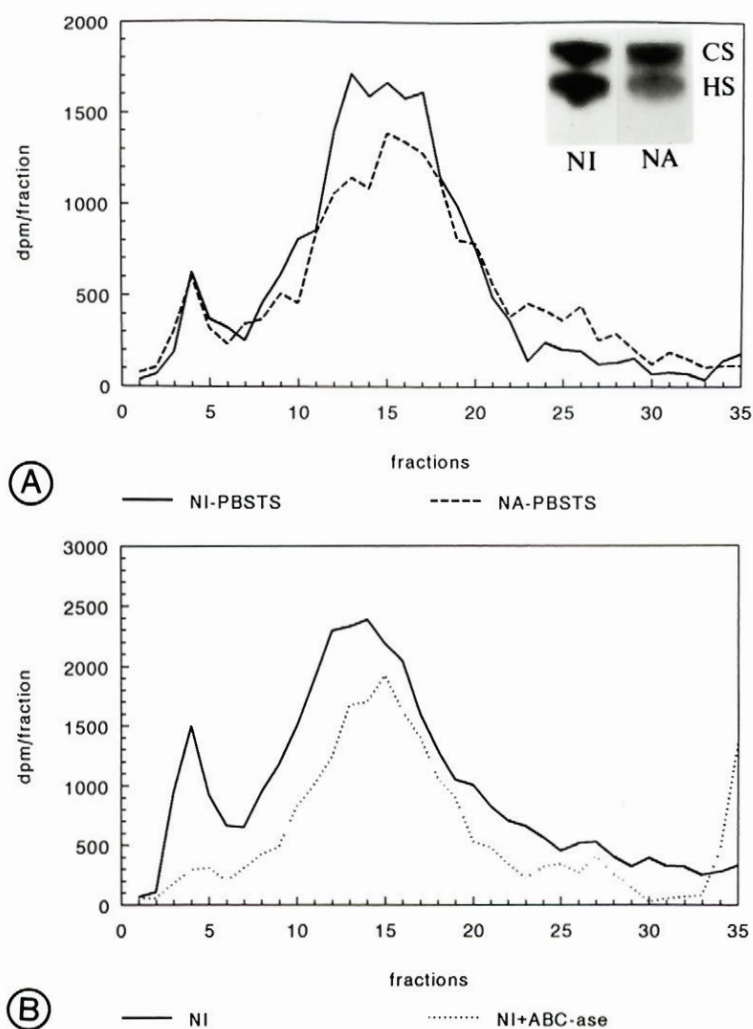 2000
1500
1000
500
0
dpm/fraction
CS
HS
NI NA
0 5 10 15 20 25 30 35
fractions
A
NI-PBSTS NA-PBSTS
3000
2500
2000
1500
1000
500
0
dpm/fraction
0 5 10 15 20 25 30 35
fractions
B
NI NI+ABC-ase